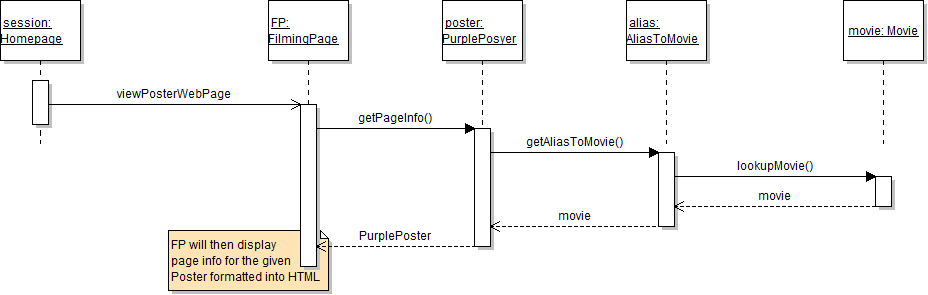 session:
Homepage
FP:
FilmingPage
poster:
PurplePosyer
alias:
AliasToMovie
movie: Movie
viewPosterWebPage
getPageInfo()
getAliasToMovie()
lookupMovie()
movie
movie
PurplePoster
FP will then display
page info for the given
Poster formatted into HTML